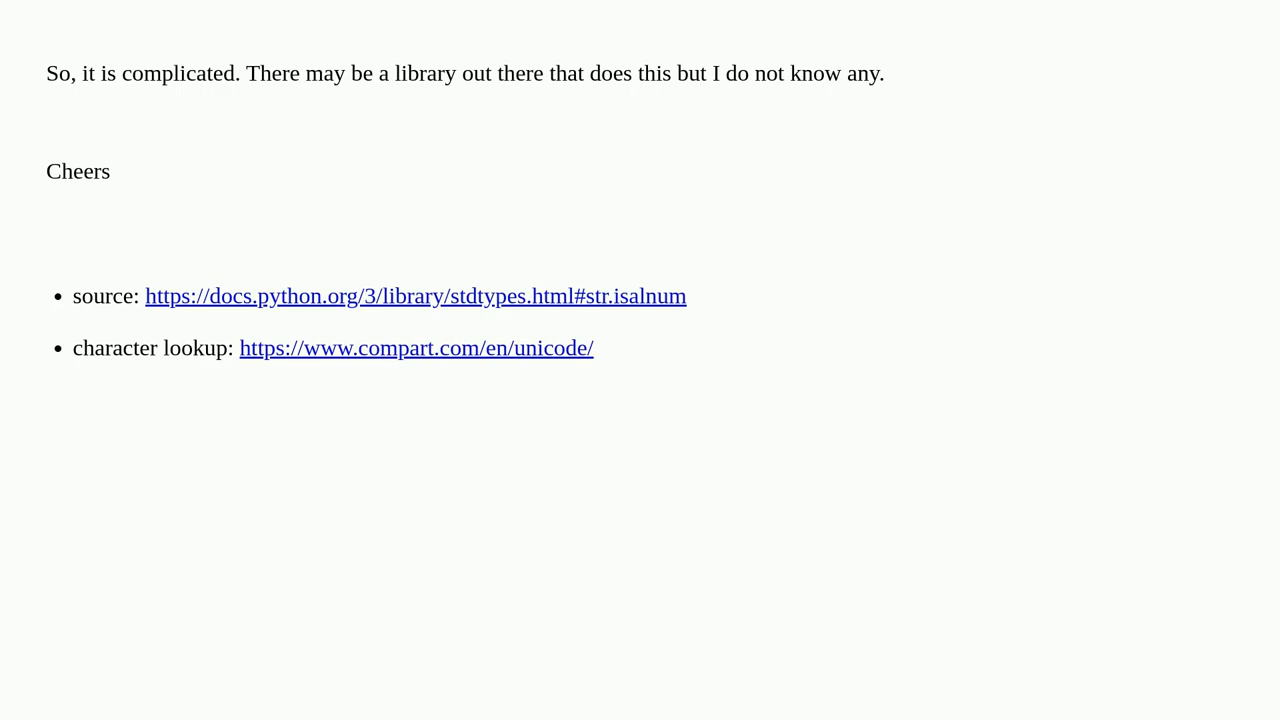 So, it is complicated. There may be a library out there that does this but I do not know any.
Cheers
• source: https://docs.python.org/3/library/stdtypes.html#str.isalnum
• character lookup: https://www.compart.com/en/unicode/